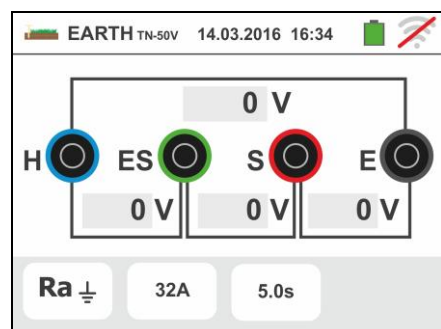 EARTH TN-50V 14.03.2016 16:34
0 V
H ES S E
0 V 0 V 0 V
Ra 32A 5.0s